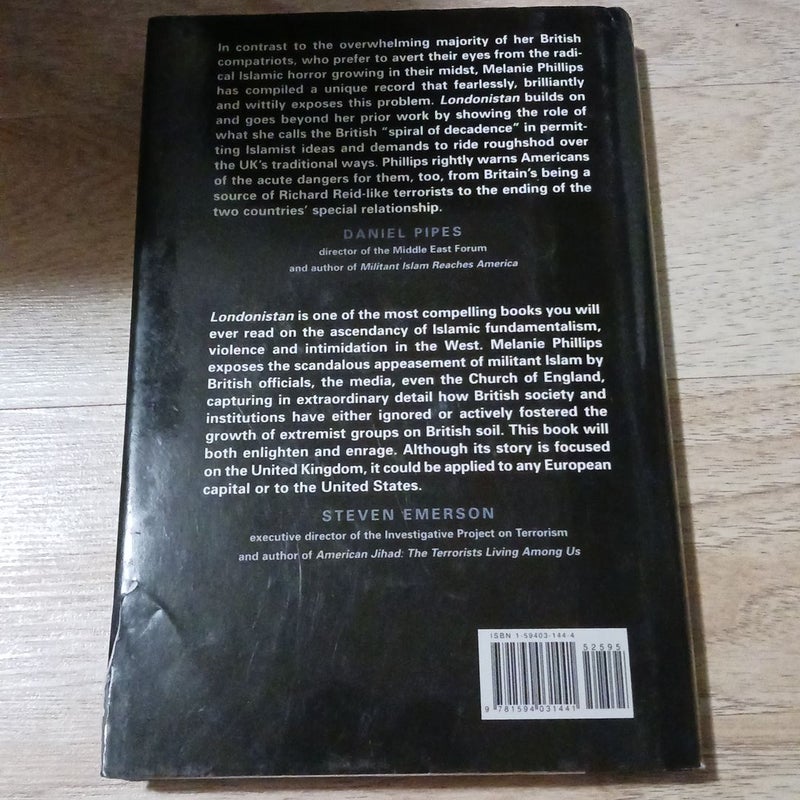 In contrast to the overwhelming majority of her British
compatriots, who prefer to avert their eyes from the radi-
cal Islamic horror growing in their midst, Melanie Phillips
has compiled a unique record that fearlessly, brilliantly
and wittily exposes this problem. Londonistan builds on
and goes beyond her prior work by showing the role of
what she calls the British “spiral of decadence” in permit-
ting Islamist ideas and demands to ride roughshod over
the UK’s traditional ways. Phillips rightly warns Americans
of the acute dangers for them, too, from Britain’s being a
source of Richard Reid-like terrorists to the ending of the
two countries’ special relationship.
DANIEL PIPES
director of the Middle East Forum
and author of Militant Islam Reaches America
Londonistan is one of the most compelling books you will
ever read on the ascendancy of Islamic fundamentalism,
violence and intimidation in the West. Melanie Phillips
exposes the scandalous appeasement of militant Islam by
British officials, the media, even the Church of England,
capturing in extraordinary detail how British society and
institutions have either ignored or actively fostered the
growth of extremist groups on British soil. This book will
both enlighten and enrage. Although its story is focused
on the United Kingdom, it could be applied to any European
capital or to the United States.
STEVEN EMERSON
executive director of the Investigative Project on Terrorism
and author of American Jihad: The Terrorists Living Among Us
ISBN 1-59403-144-4
52595
9 781594 031441